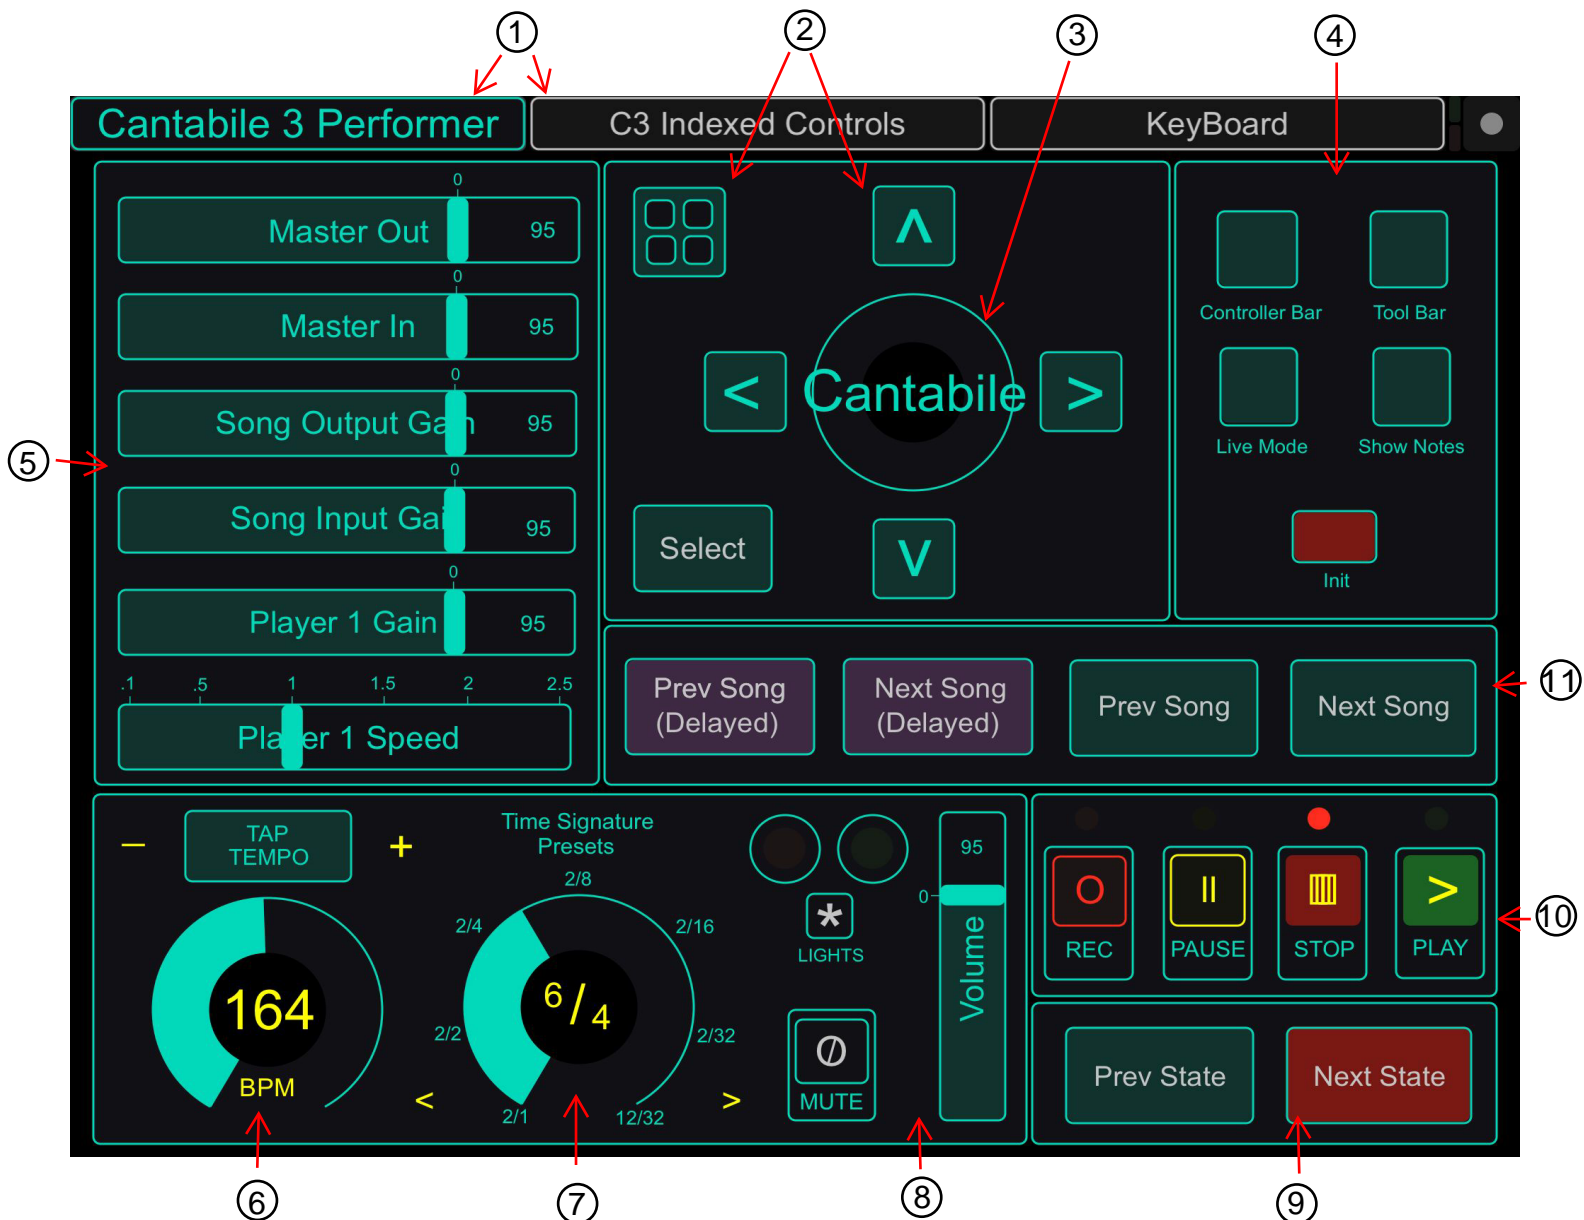 1
2
3
4
Cantabile 3 Performer
C3 Indexed Controls
KeyBoard
0
Master Out
95
0
Master In
95
0
Song Output Gain
95
0
Song Input Gai
95
0
Player 1 Gain
95
.1 .5 1 1.5 2 2.5
Player 1 Speed
5
^
<
Cantabile
>
Select
V
Controller Bar
Tool Bar
Live Mode
Show Notes
Init
Prev Song
(Delayed)
Next Song
(Delayed)
Prev Song
Next Song
11
–
TAP
TEMPO
+
164
BPM
Time Signature
Presets
2/8
2/4
2/16
6/4
2/2
2/32
<
2/1
12/32
>
*
LIGHTS
Ø
MUTE
95
0
Volume
O
REC
II
PAUSE
STOP
>
PLAY
10
Prev State
Next State
6
7
8
9